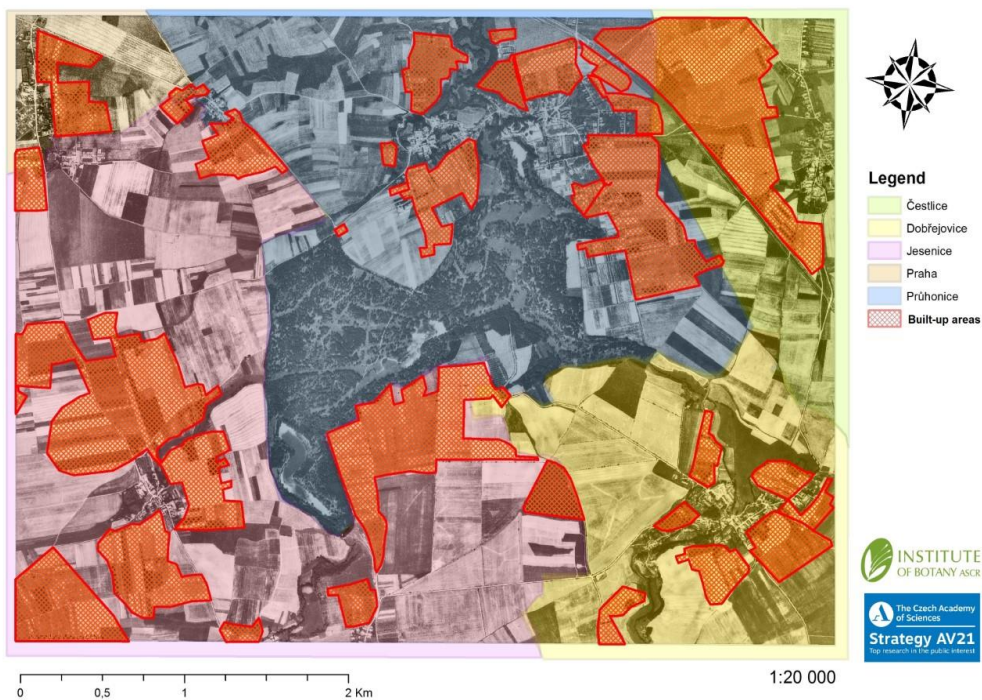 Legend
Čestlice
Dobřejovice
Jesenice
Praha
Průhonice
Built-up areas
INSTITUTE
OF BOTANY ASCR
The Czech Academy
of Sciences
Strategy AV21
Top research in the public interest
1:20 000
0 0,5 1 2 Km